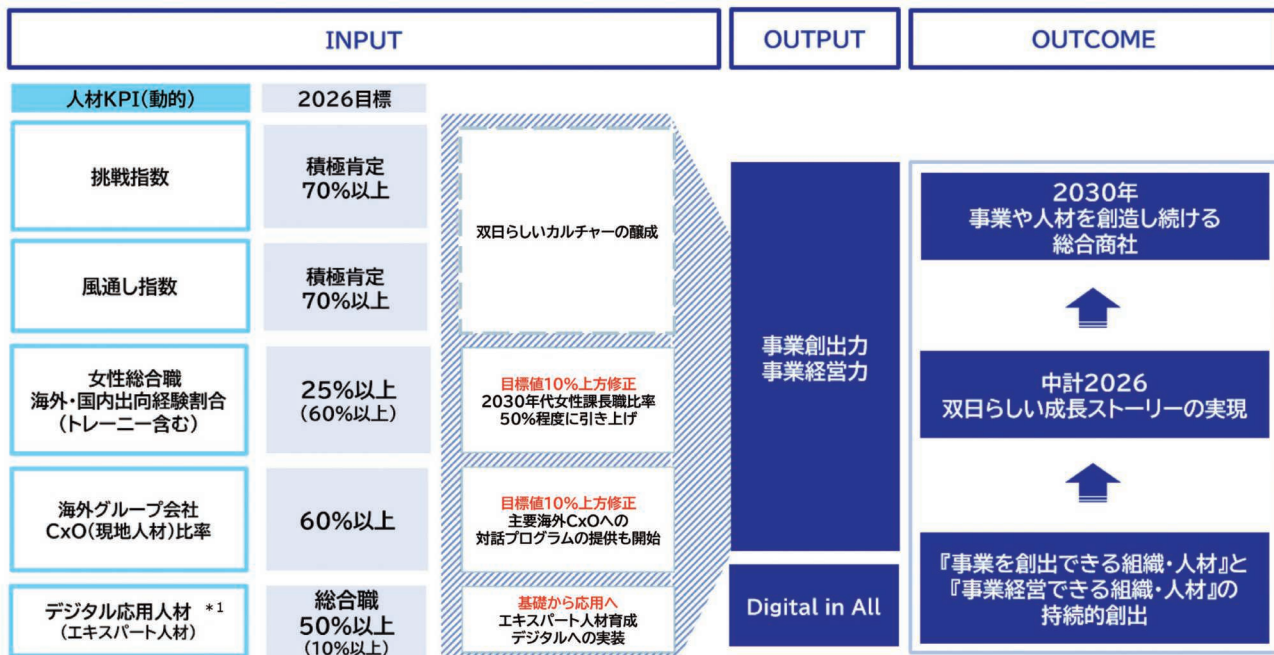 INPUT
OUTPUT
OUTCOME
人材KPI(動的)
2026目標
挑戦指数
積極肯定
70%以上
双日らしいカルチャーの醸成
風通し指数
積極肯定
70%以上
女性総合職
海外・国内出向経験割合
(トレーニー含む)
25%以上
(60%以上)
目標値10%上方修正
2030年代女性課長職比率
50%程度に引き上げ
海外グループ会社
CxO(現地人材)比率
60%以上
目標値10%上方修正
主要海外CxOへの
対話プログラムの提供も開始
デジタル応用人材 *1
(エキスパート人材)
総合職
50%以上
(10%以上)
基礎から応用へ
エキスパート人材育成
デジタルへの実装
事業創出力
事業経営力
Digital in All
2030年
事業や人材を創造し続ける
総合商社
中計2026
双日らしい成長ストーリーの実現
『事業を創出できる組織・人材』と
『事業経営できる組織・人材』の
持続的創出